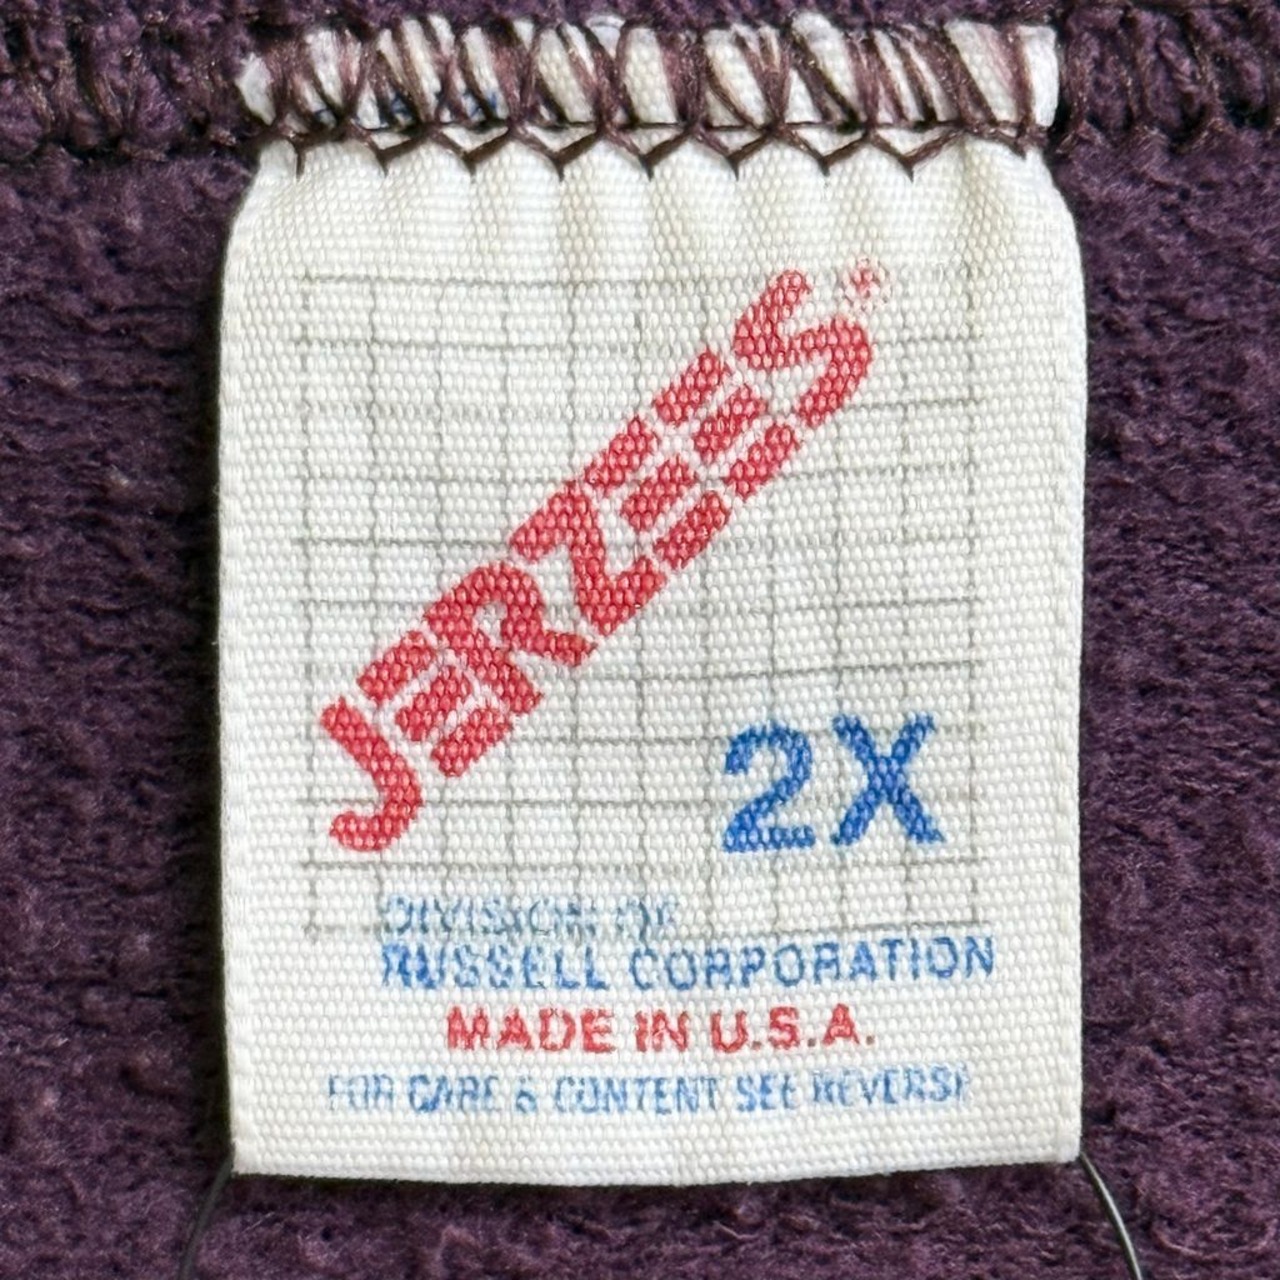 JERZEES®
2X
DIVISION OF
RUSSELL CORPORATION
MADE IN U.S.A.
FOR CARE & CONTENT SEE REVERSE